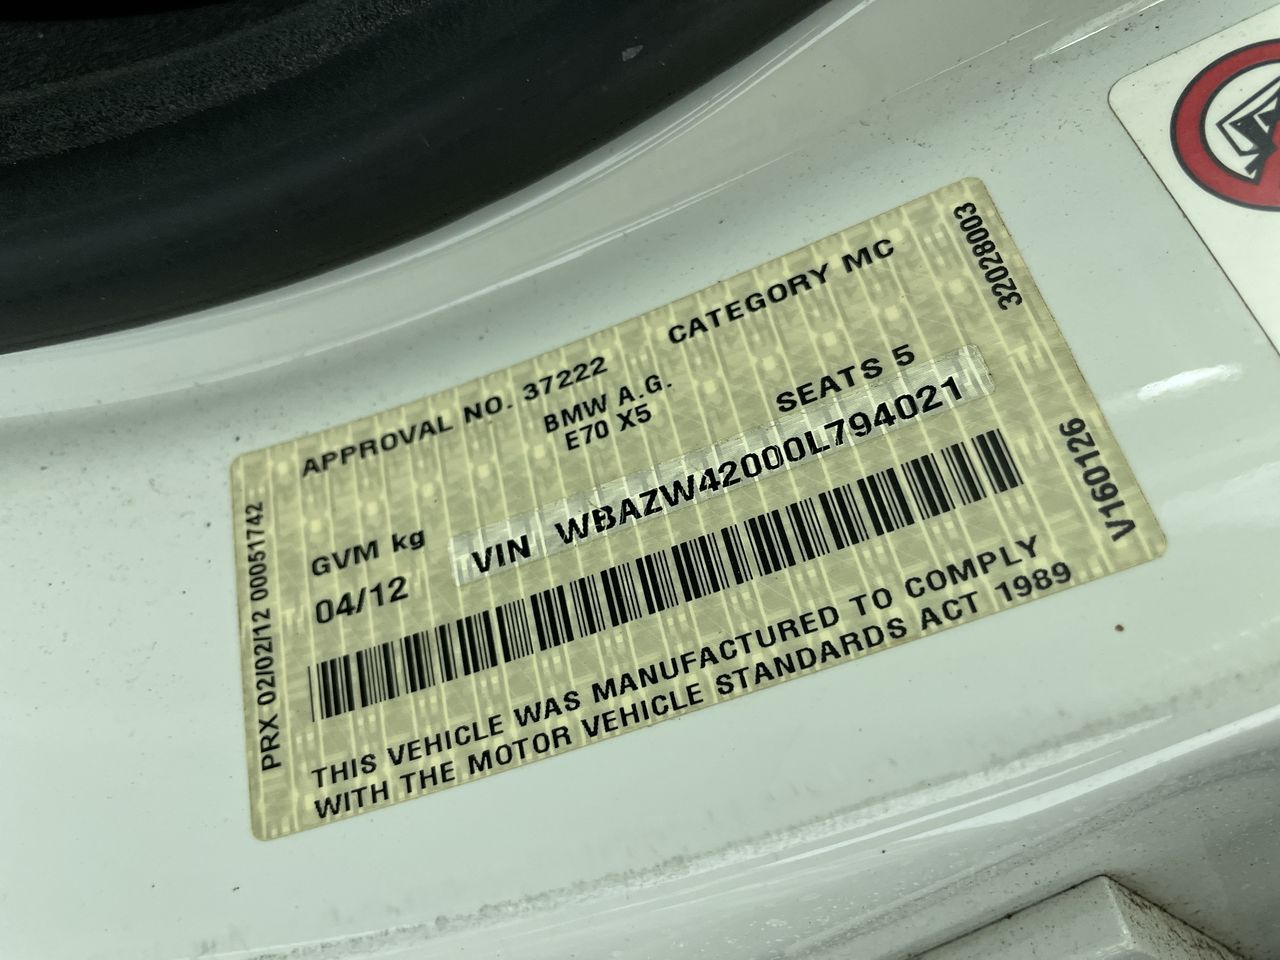 APPROVAL NO. 37222 CATEGORY MC
BMW A.G.
E70 X5
GVM kg SEATS 5
04/12 VIN WBAZW42000L794021
THIS VEHICLE WAS MANUFACTURED TO COMPLY
WITH THE MOTOR VEHICLE STANDARDS ACT 1989
PRX 02/02/12 00051742
32028003
V160126